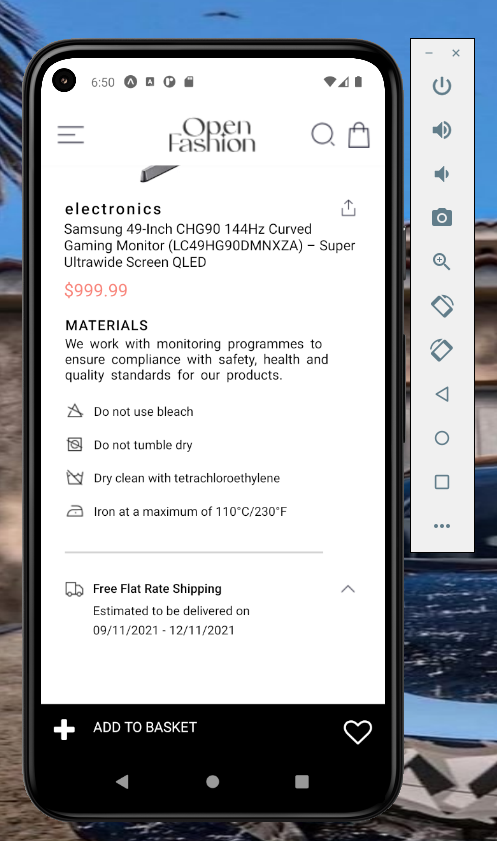 6:50
Open
Fashion
electronics
Samsung 49-Inch CHG90 144Hz Curved
Gaming Monitor (LC49HG90DMNXZA) – Super
Ultrawide Screen QLED
$999.99
MATERIALS
We work with monitoring programmes to
ensure compliance with safety, health and
quality standards for our products.
Do not use bleach
Do not tumble dry
Dry clean with tetrachloroethylene
Iron at a maximum of 110°C/230°F
Free Flat Rate Shipping
Estimated to be delivered on
09/11/2021 - 12/11/2021
ADD TO BASKET